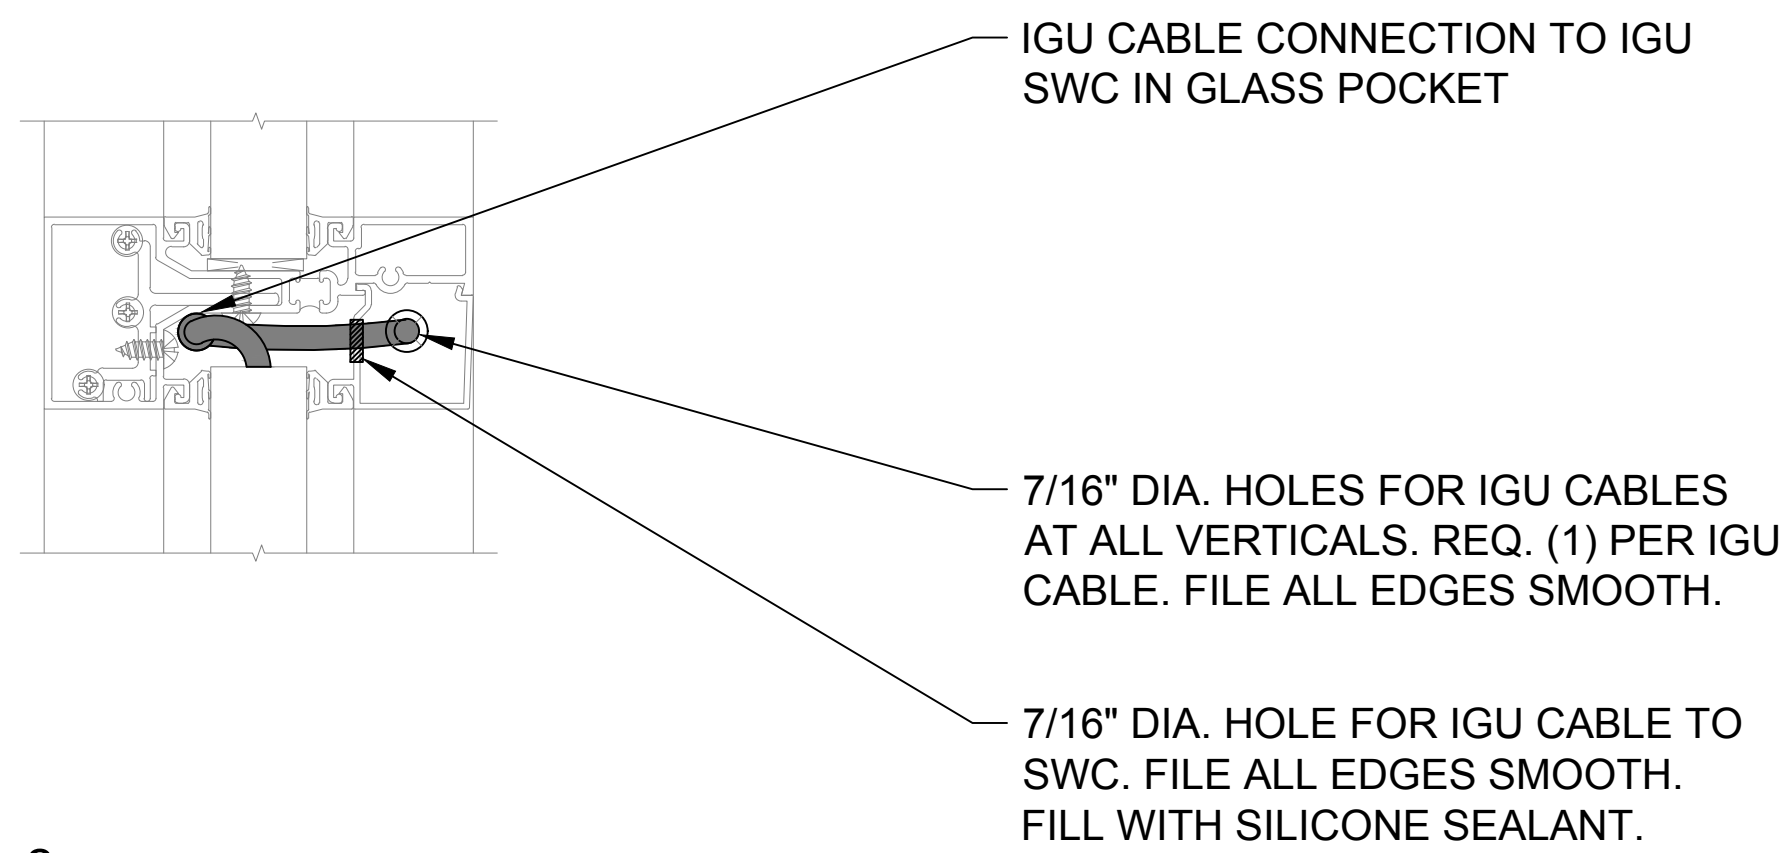 IGU CABLE CONNECTION TO IGU
SWC IN GLASS POCKET
7/16" DIA. HOLES FOR IGU CABLES
AT ALL VERTICALS. REQ. (1) PER IGU
CABLE. FILE ALL EDGES SMOOTH.
7/16" DIA. HOLE FOR IGU CABLE TO
SWC. FILE ALL EDGES SMOOTH.
FILL WITH SILICONE SEALANT.